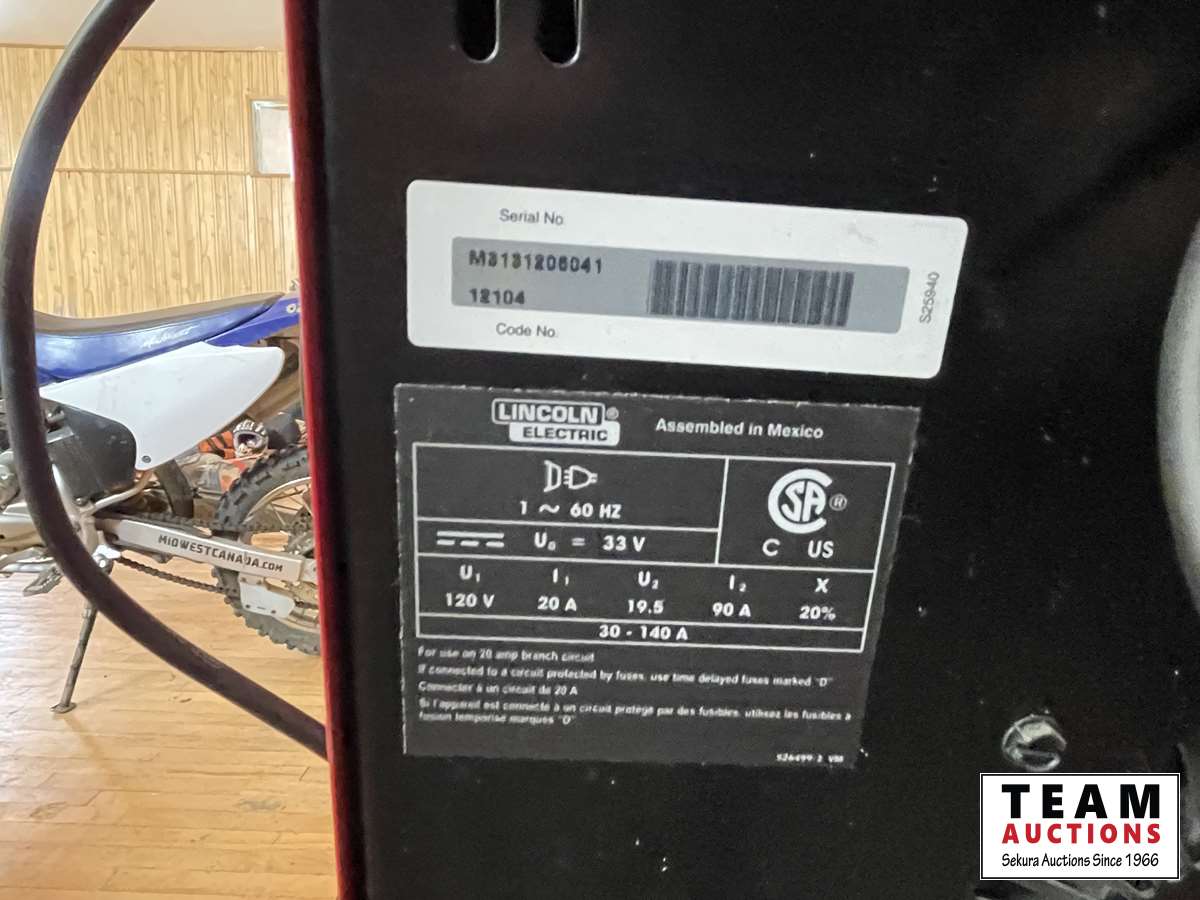 Serial No.
M3131206041
12104
Code No.
S25940
LINCOLN ®
ELECTRIC
Assembled in Mexico
1 ~ 60 HZ
CSA ®
C US
U₀ = 33 V
U₁ I₁ U₂ I₂ X
120 V 20 A 19.5 90 A 20%
30 - 140 A
For use on 20 amp branch circuit
If connected to a circuit protected by fuses, use time delayed fuses marked "D"
Connecter à un circuit de 20 A
Si l'appareil est connecté à un circuit protégé par des fusibles, utilisez les fusibles à
fusion temporisé marqués "D"
S26499-2 VM
MIDWESTCANADA.COM
TEAM
AUCTIONS
Sekura Auctions Since 1966